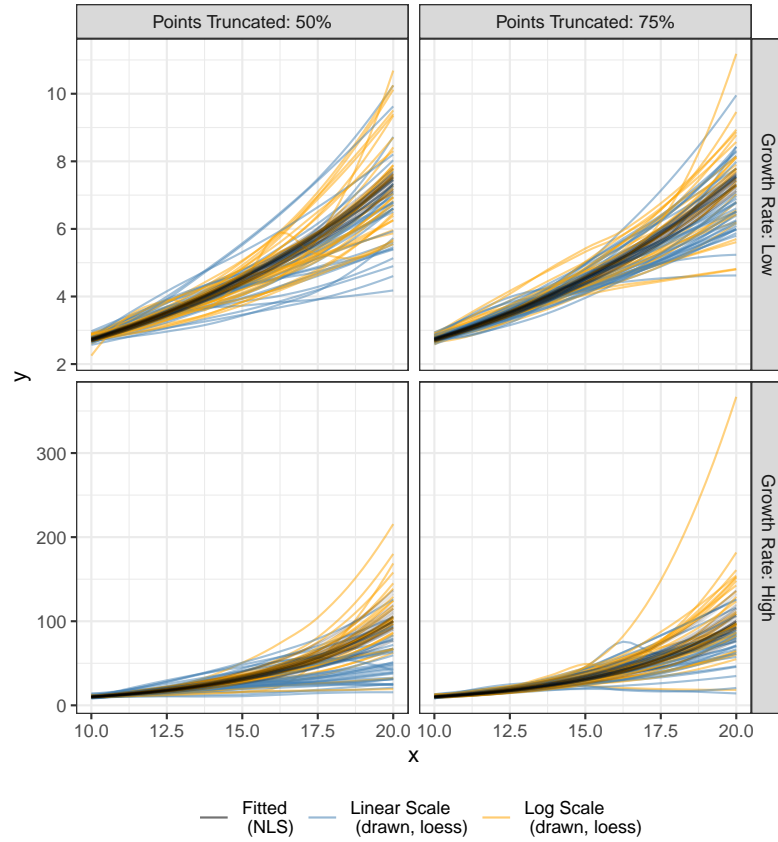 Points Truncated: 50%
Points Truncated: 75%
10
8
6
4
2
Growth Rate: Low
y
300
200
100
0
Growth Rate: High
10.0
12.5
15.0
17.5
20.0
10.0
12.5
15.0
17.5
20.0
x
Fitted
(NLS)
Linear Scale
(drawn, loess)
Log Scale
(drawn, loess)